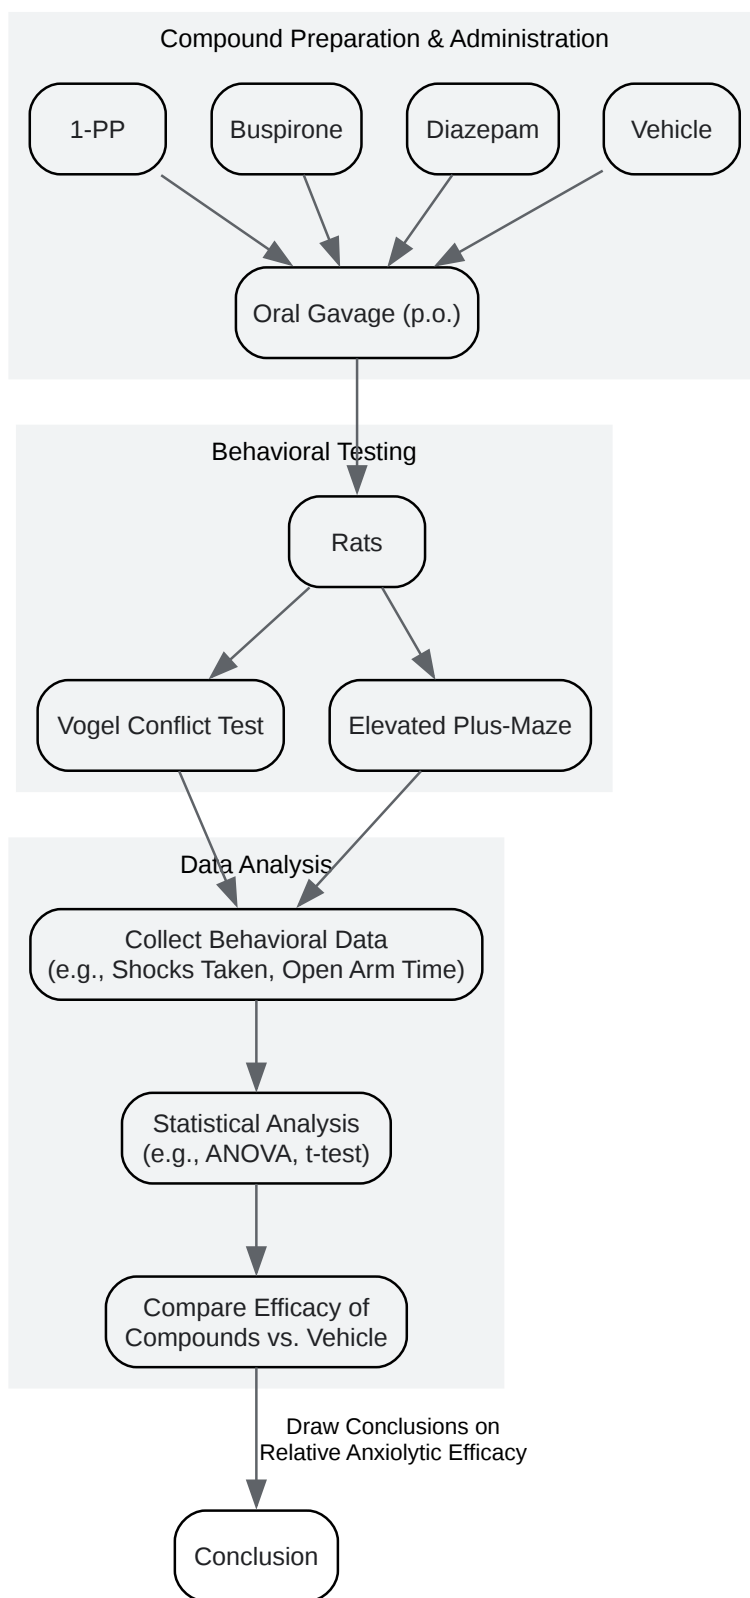 Compound Preparation & Administration
1-PP
Buspirone
Diazepam
Vehicle
Oral Gavage (p.o.)
Behavioral Testing
Rats
Vogel Conflict Test
Elevated Plus-Maze
Data Analysis
Collect Behavioral Data
(e.g., Shocks Taken, Open Arm Time)
Statistical Analysis
(e.g., ANOVA, t-test)
Compare Efficacy of
Compounds vs. Vehicle
Draw Conclusions on
Relative Anxiolytic Efficacy
Conclusion